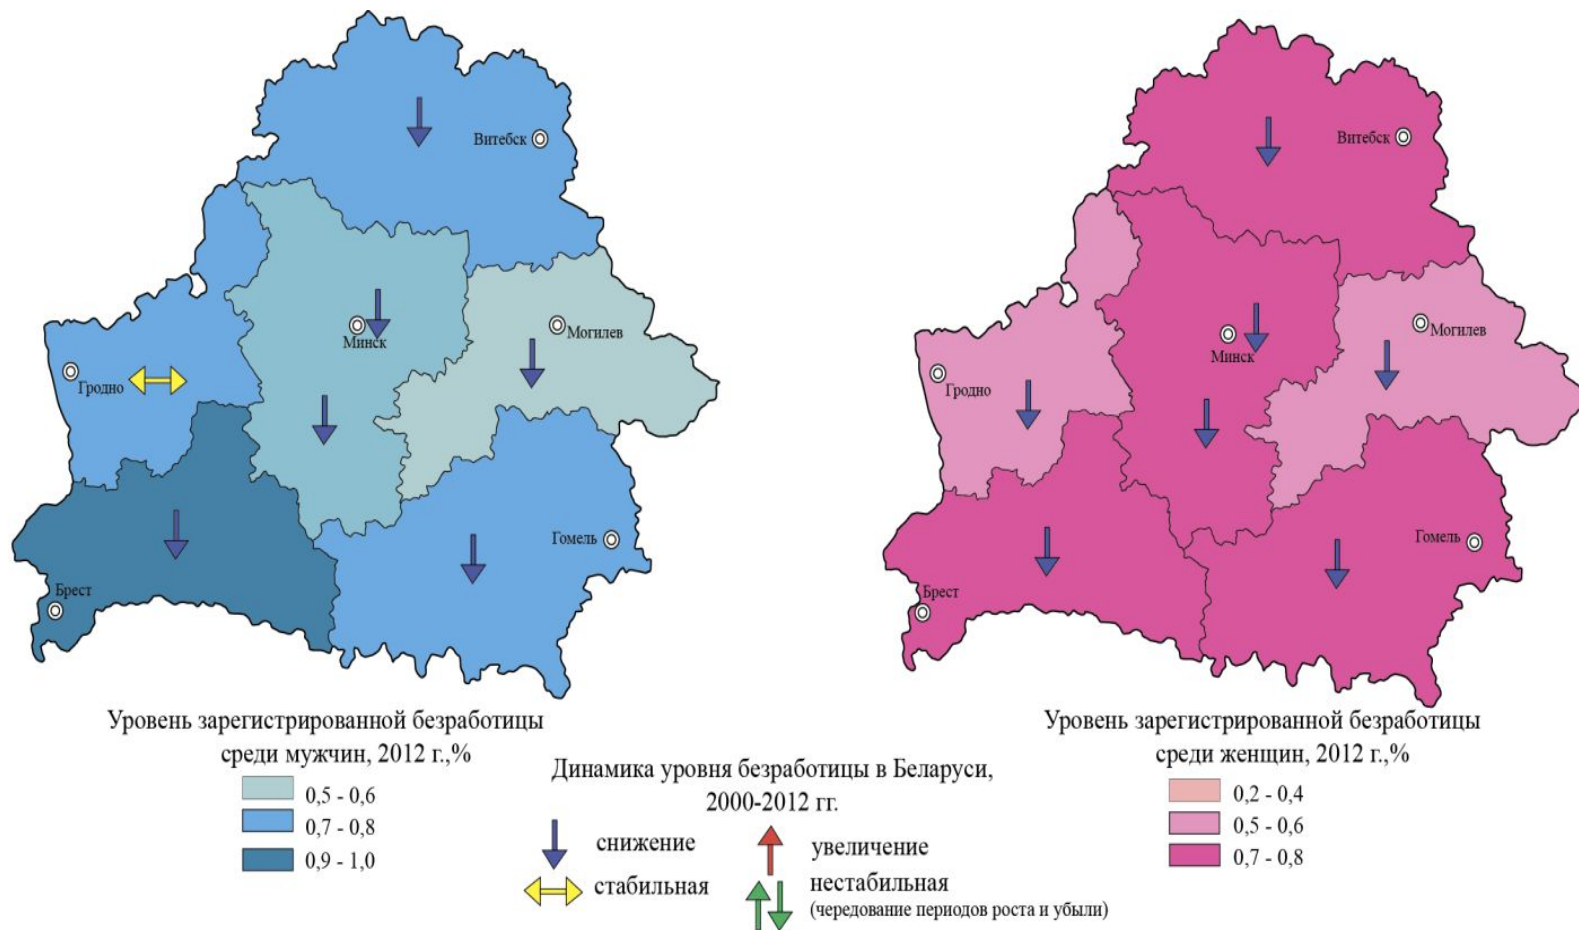 Витебск
Минск
Могилев
Гродно
Гомель
Брест
Витебск
Могилев
Минск
Гродно
Гомель
Брест
Уровень зарегистрированной безработицы
среди мужчин, 2012 г.,%
0,5 - 0,6
0,7 - 0,8
0,9 - 1,0
Динамика уровня безработицы в Беларуси,
2000-2012 гг.
снижение
стабильная
увеличение
нестабильная
(чередование периодов роста и убыли)
Уровень зарегистрированной безработицы
среди женщин, 2012 г.,%
0,2 - 0,4
0,5 - 0,6
0,7 - 0,8